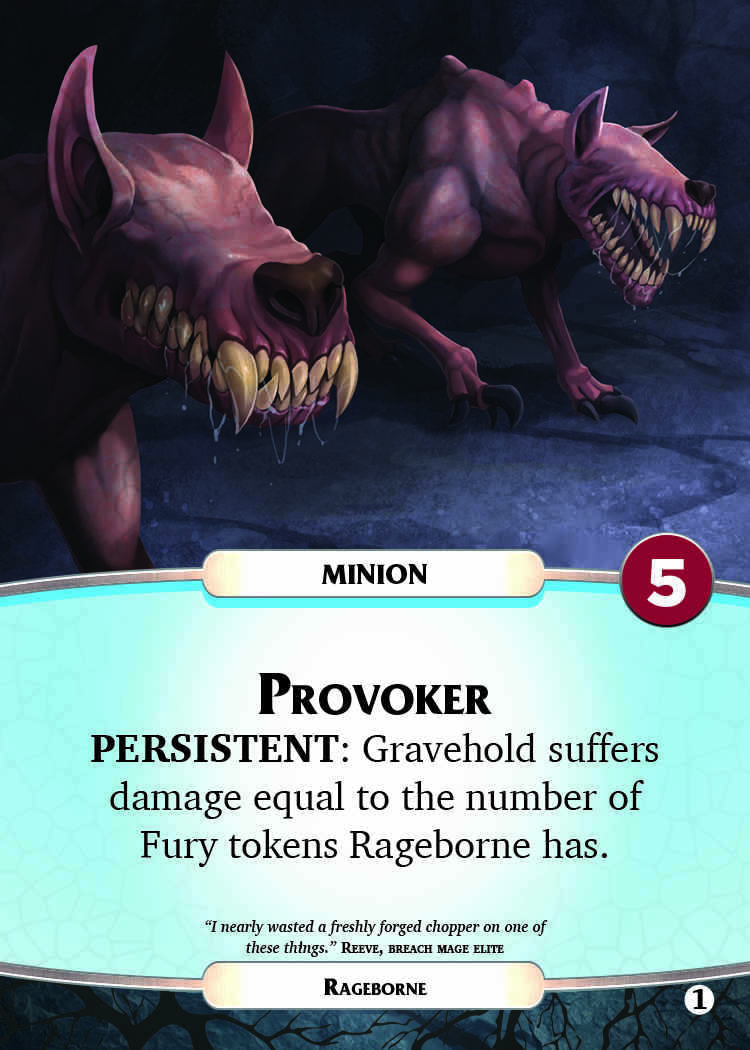 MINION
5
PROVOKER
PERSISTENT: Gravehold suffers
damage equal to the number of
Fury tokens Rageborne has.
“I nearly wasted a freshly forged chopper on one of
these things.” REEVE, BREACH MAGE ELITE
RAGEBORNE
1